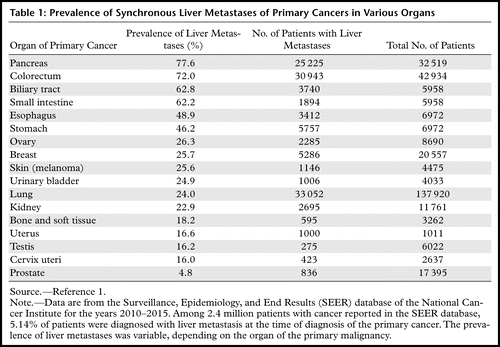 Table 1: Prevalence of Synchronous Liver Metastases of Primary Cancers in Various Organs
Organ of Primary Cancer Prevalence of Liver Metas-
tases (%) No. of Patients with Liver
Metastases Total No. of Patients
Pancreas 77.6 25 225 32 519
Colorectum 72.0 30 943 42 934
Biliary tract 62.8 3740 5958
Small intestine 62.2 1894 5958
Esophagus 48.9 3412 6972
Stomach 46.2 5757 6972
Ovary 26.3 2285 8690
Breast 25.7 5286 20 557
Skin (melanoma) 25.6 1146 4475
Urinary bladder 24.9 1006 4033
Lung 24.0 33 052 137 920
Kidney 22.9 2695 11 761
Bone and soft tissue 18.2 595 3262
Uterus 16.6 1000 1011
Testis 16.2 275 6022
Cervix uteri 16.0 423 2637
Prostate 4.8 836 17 395
Source.—Reference 1.
Note.—Data are from the Surveillance, Epidemiology, and End Results (SEER) database of the National Can-
cer Institute for the years 2010–2015. Among 2.4 million patients with cancer reported in the SEER database,
5.14% of patients were diagnosed with liver metastasis at the time of diagnosis of the primary cancer. The preva-
lence of liver metastases was variable, depending on the organ of the primary malignancy.